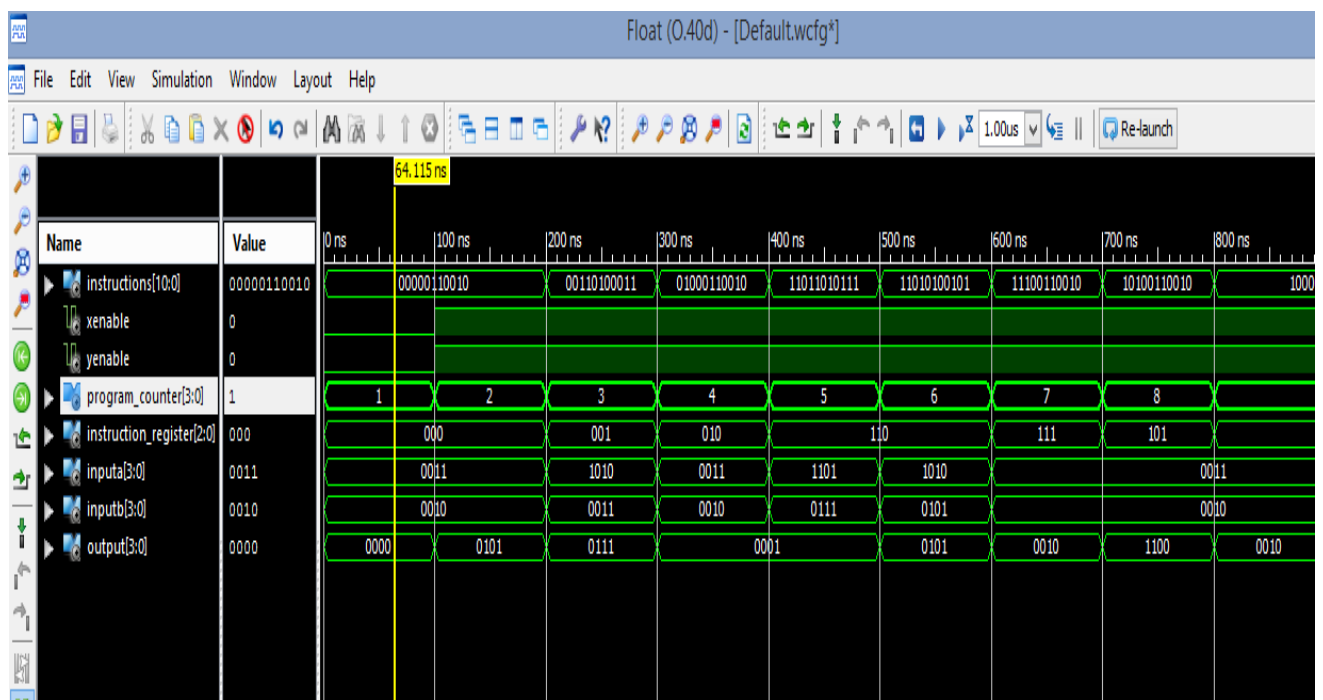 Float (O.40d) - [Default.wcfg*]
File Edit View Simulation Window Layout Help
1.00us Re-launch
64.115 ns
Name Value 0 ns 100 ns 200 ns 300 ns 400 ns 500 ns 600 ns 700 ns 800 ns
instructions[10:0] 00000110010 00000110010 00110100011 01000110010 11011010111 11010100101 11100110010 10100110010 1000
xenable 0
yenable 0
program_counter[3:0] 1 1 2 3 4 5 6 7 8
instruction_register[2:0] 000 000 001 010 110 111 101
inputa[3:0] 0011 0011 1010 0011 1101 1010 0011
inputb[3:0] 0010 0010 0011 0010 0111 0101 0010
output[3:0] 0000 0000 0101 0111 0001 0101 0010 1100 0010